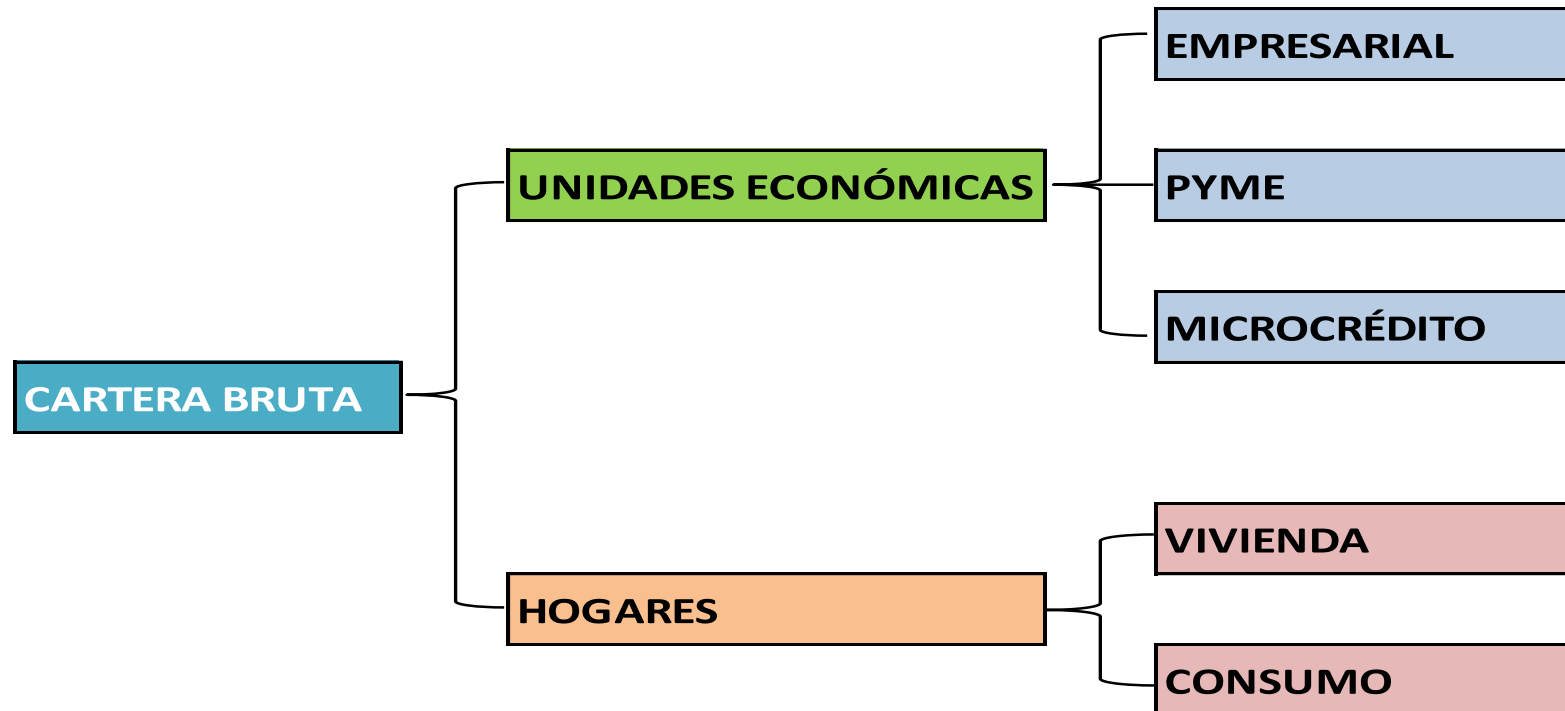 EMPRESARIAL
UNIDADES ECONÓMICAS
PYME
MICROCRÉDITO
CARTERA BRUTA
VIVIENDA
HOGARES
CONSUMO